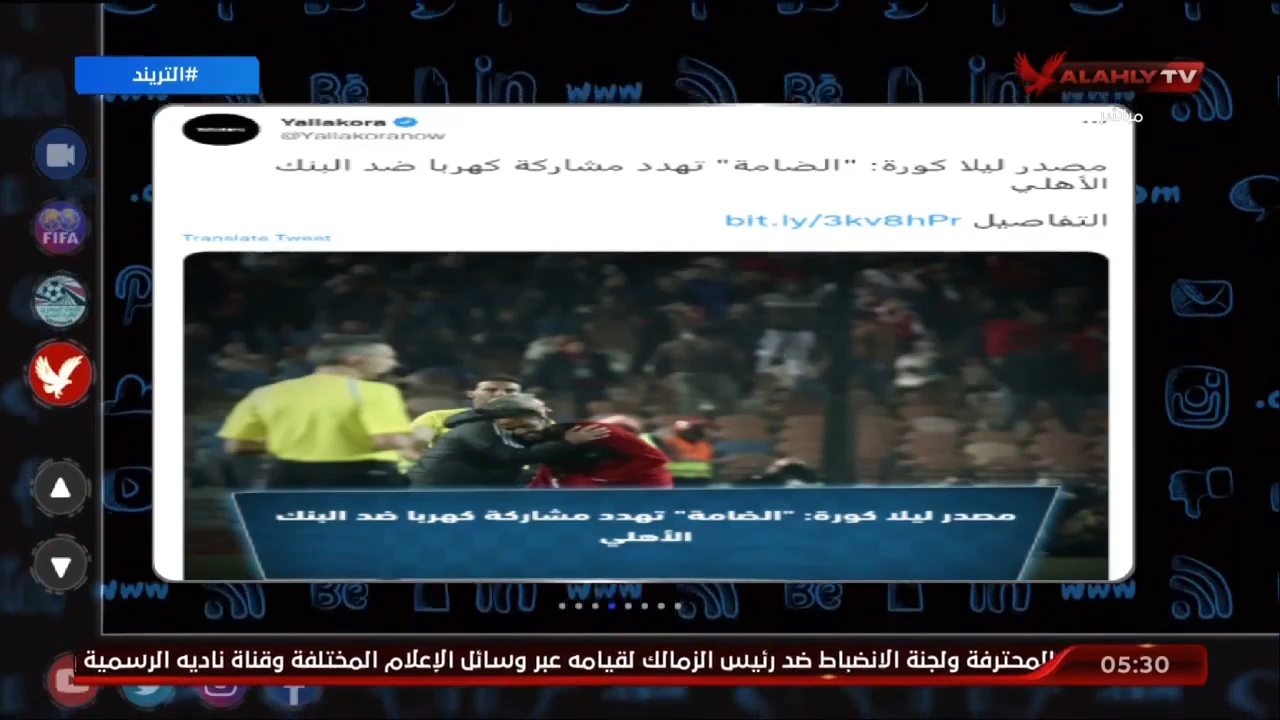 #التريند
ALAHLY TV
مباشر
Yallakora
@Yallakoranow
مصدر ليلا كورة: "الضامة" تهدد مشاركة كهربا ضد البنك
الأهلي
التفاصيل bit.ly/3kv8hPr
Translate Tweet
FIFA
مصدر ليلا كورة: "الضامة" تهدد مشاركة كهربا ضد البنك
الأهلي
المحترفة ولجنة الانضباط ضد رئيس الزمالك لقيامه عبر وسائل الإعلام المختلفة وقناة ناديه الرسمية
05:30